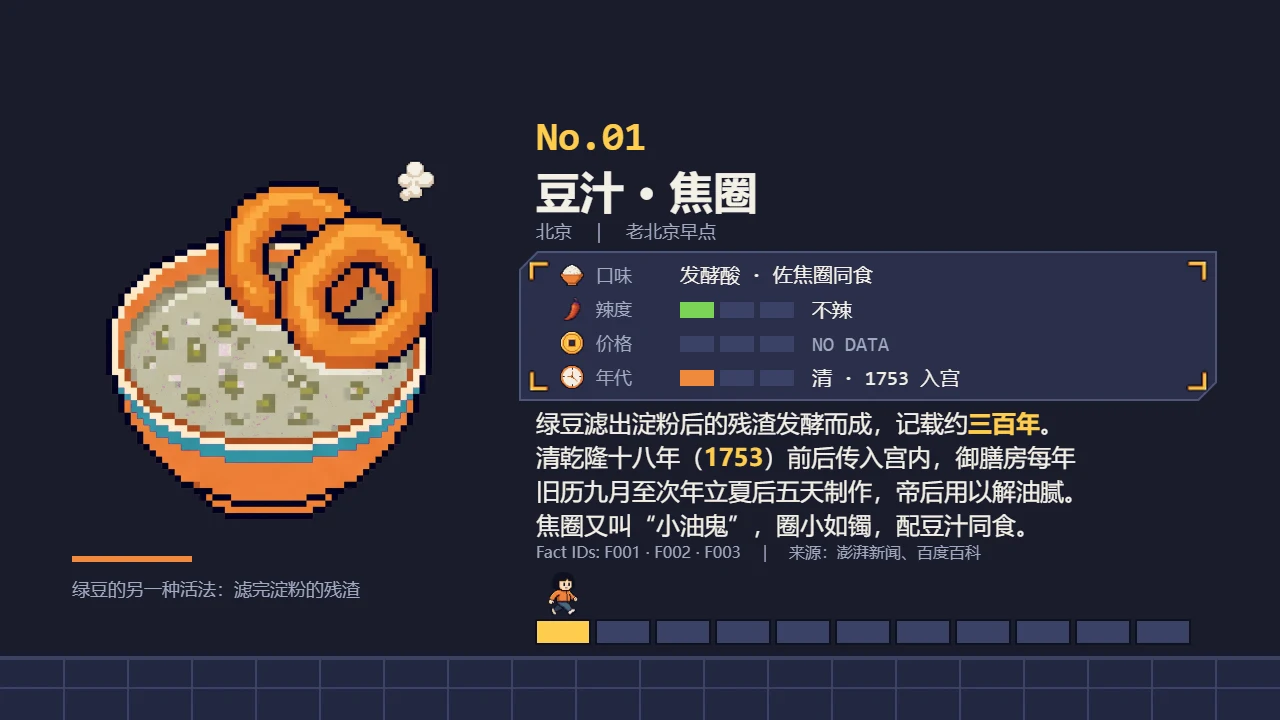 No.01
豆汁·焦圈
北京 | 老北京早点
口味 发酵酸 · 佐焦圈同食
辣度 不辣
价格 NO DATA
年代 清 · 1753 入宫
绿豆滤出淀粉后的残渣发酵而成，记载约三百年。
清乾隆十八年（1753）前后传入宫内，御膳房每年
旧历九月至次年立夏后五天制作，帝后用以解油腻。
焦圈又叫“小油鬼”，圈小如镯，配豆汁同食。
Fact IDs: F001 · F002 · F003 | 来源：澎湃新闻、百度百科
绿豆的另一种活法：滤完淀粉的残渣